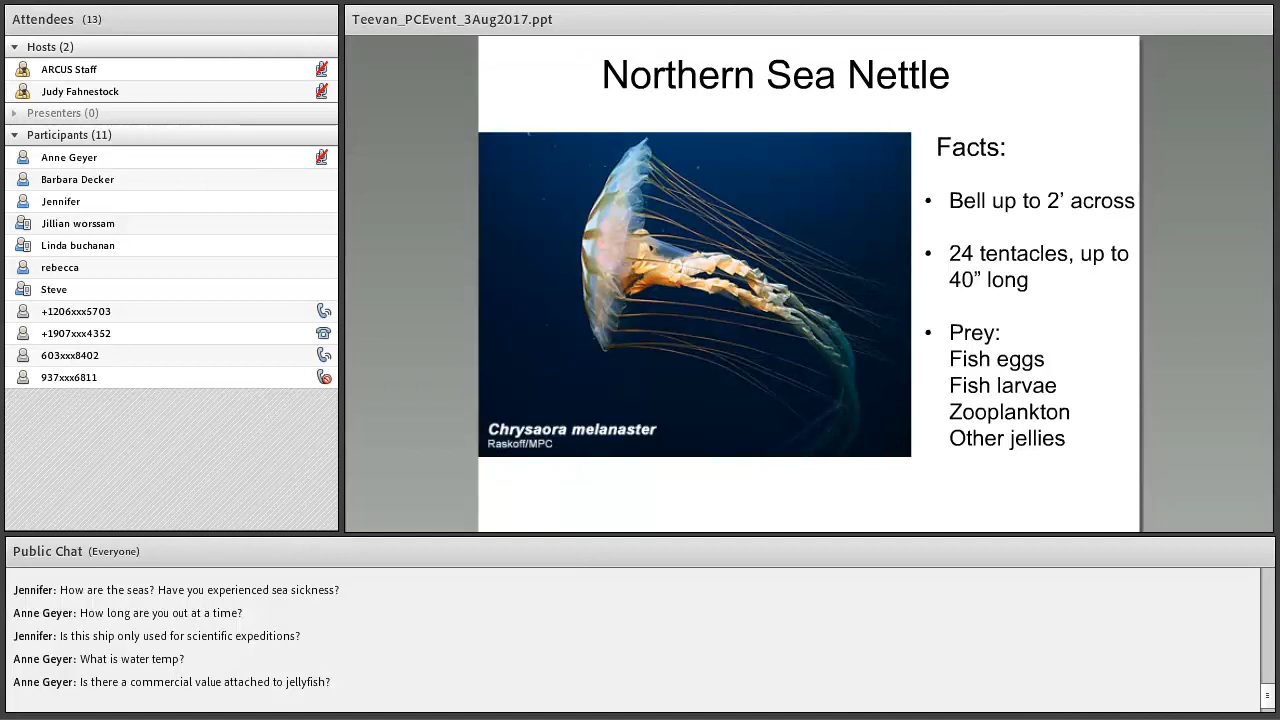 Attendees (13)
Hosts (2)
ARCUS Staff
Judy Fahnestock
Presenters (0)
Participants (11)
Anne Geyer
Barbara Decker
Jennifer
Jillian worssam
Linda buchanan
rebecca
Steve
+1206xxx5703
+1907xxx4352
603xxx8402
937xxx6811
Teevan_PCEvent_3Aug2017.ppt
Northern Sea Nettle
Chrysaora melanaster
Raskoff/MPC
Facts:
• Bell up to 2’ across
• 24 tentacles, up to
40” long
• Prey:
Fish eggs
Fish larvae
Zooplankton
Other jellies
Public Chat (Everyone)
Jennifer: How are the seas? Have you experienced sea sickness?
Anne Geyer: How long are you out at a time?
Jennifer: Is this ship only used for scientific expeditions?
Anne Geyer: What is water temp?
Anne Geyer: Is there a commercial value attached to jellyfish?